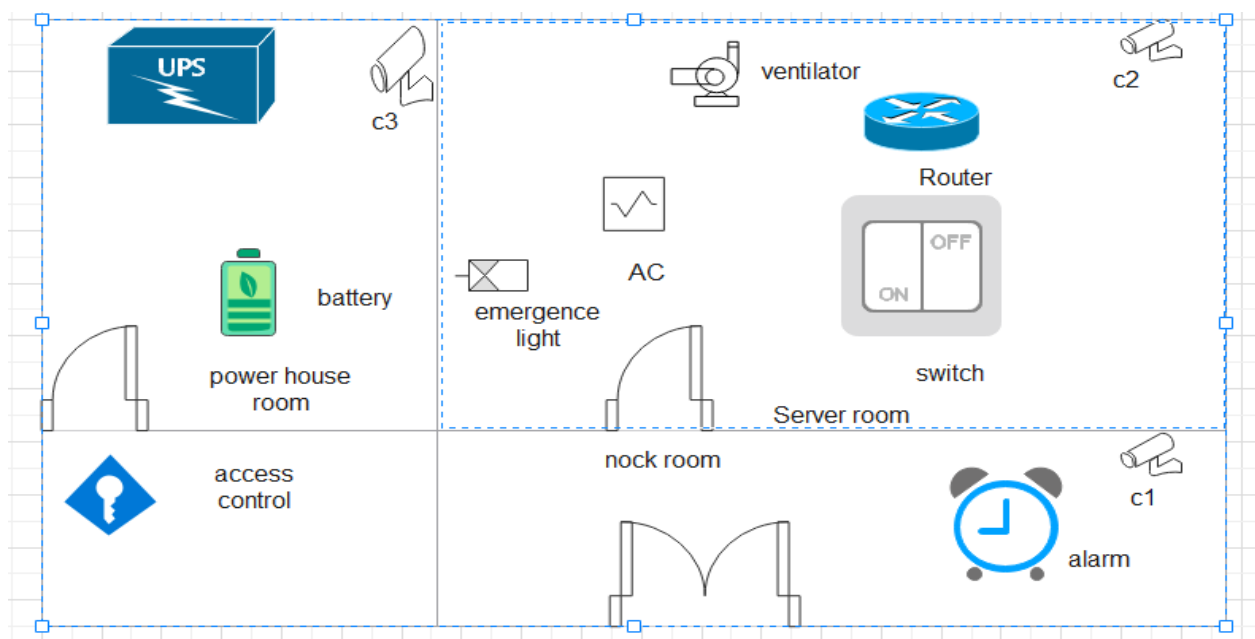 UPS
c3
ventilator
c2
Router
OFF
ON
AC
battery
emergence
light
power house
room
switch
Server room
access
control
nock room
c1
alarm